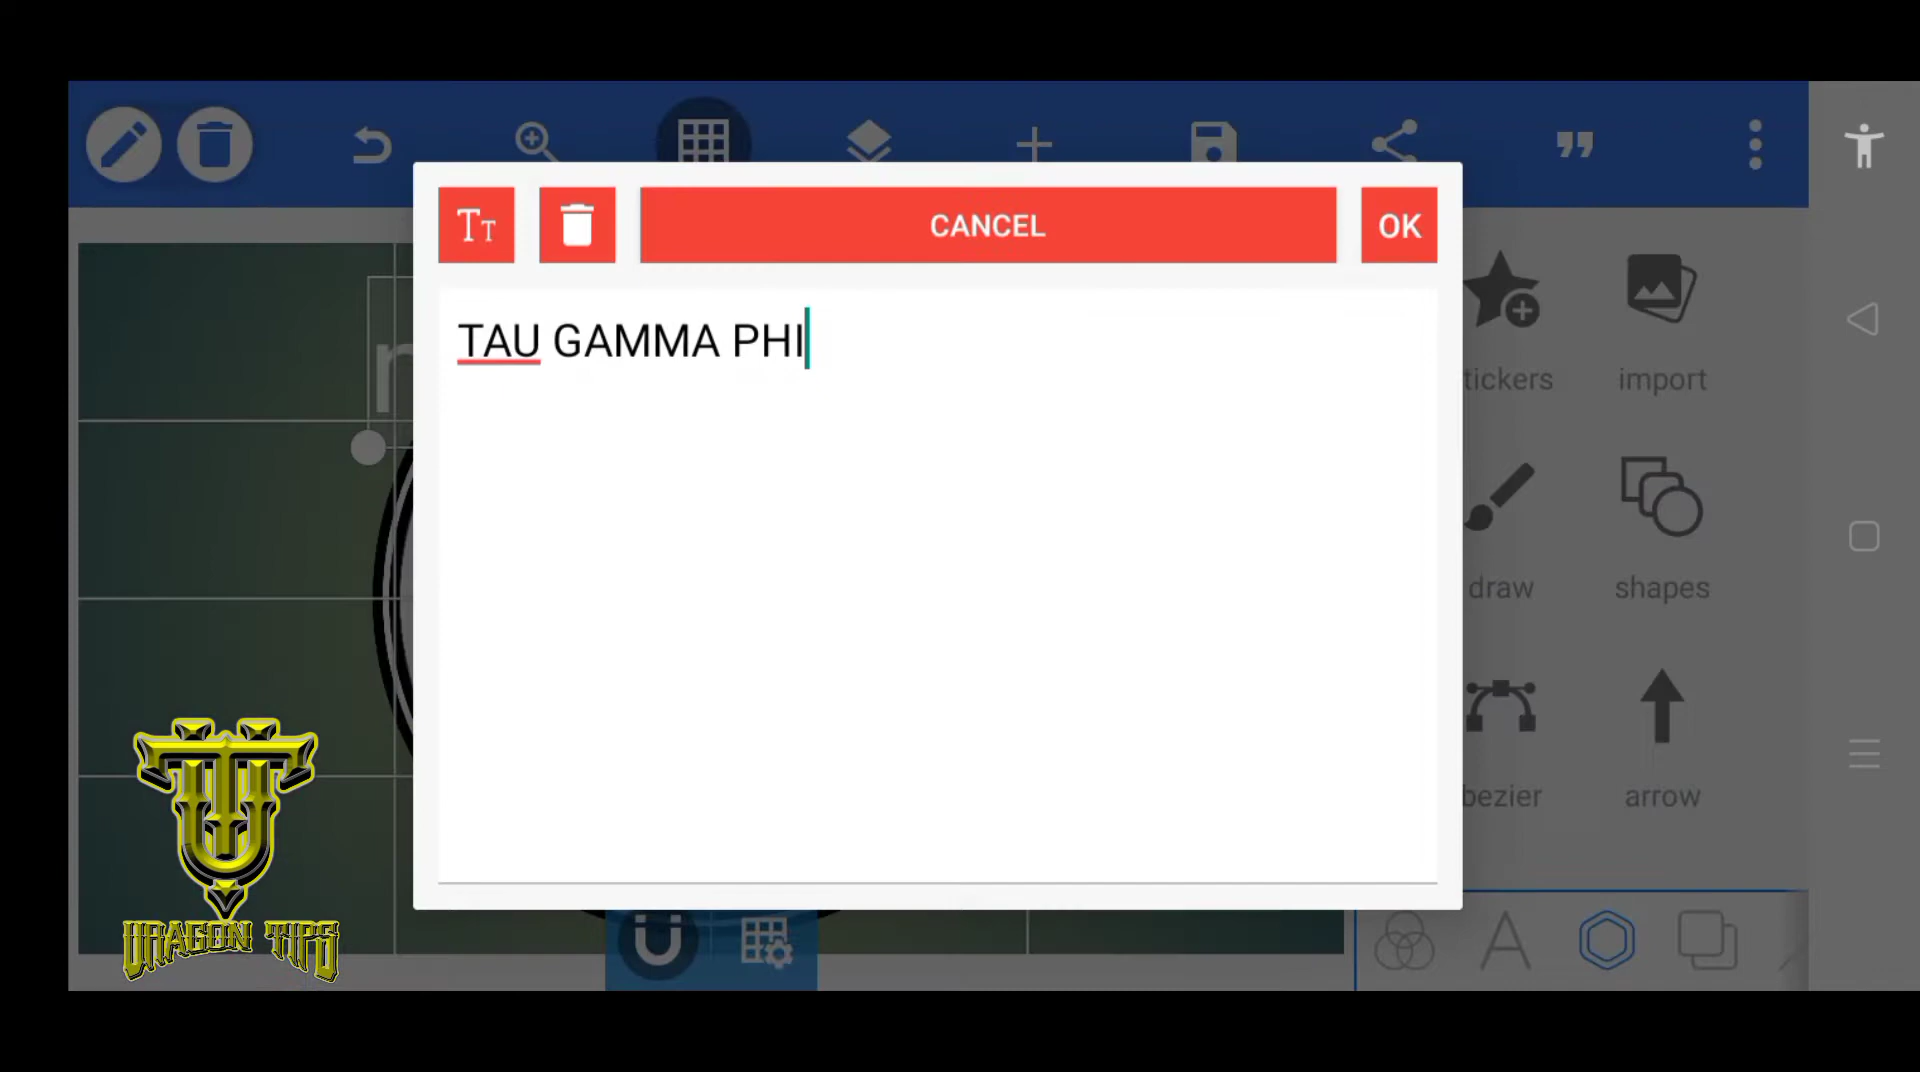 CANCEL
OK
TAU GAMMA PHI
tickers
import
draw
shapes
bezier
arrow
DRAGON TIPS